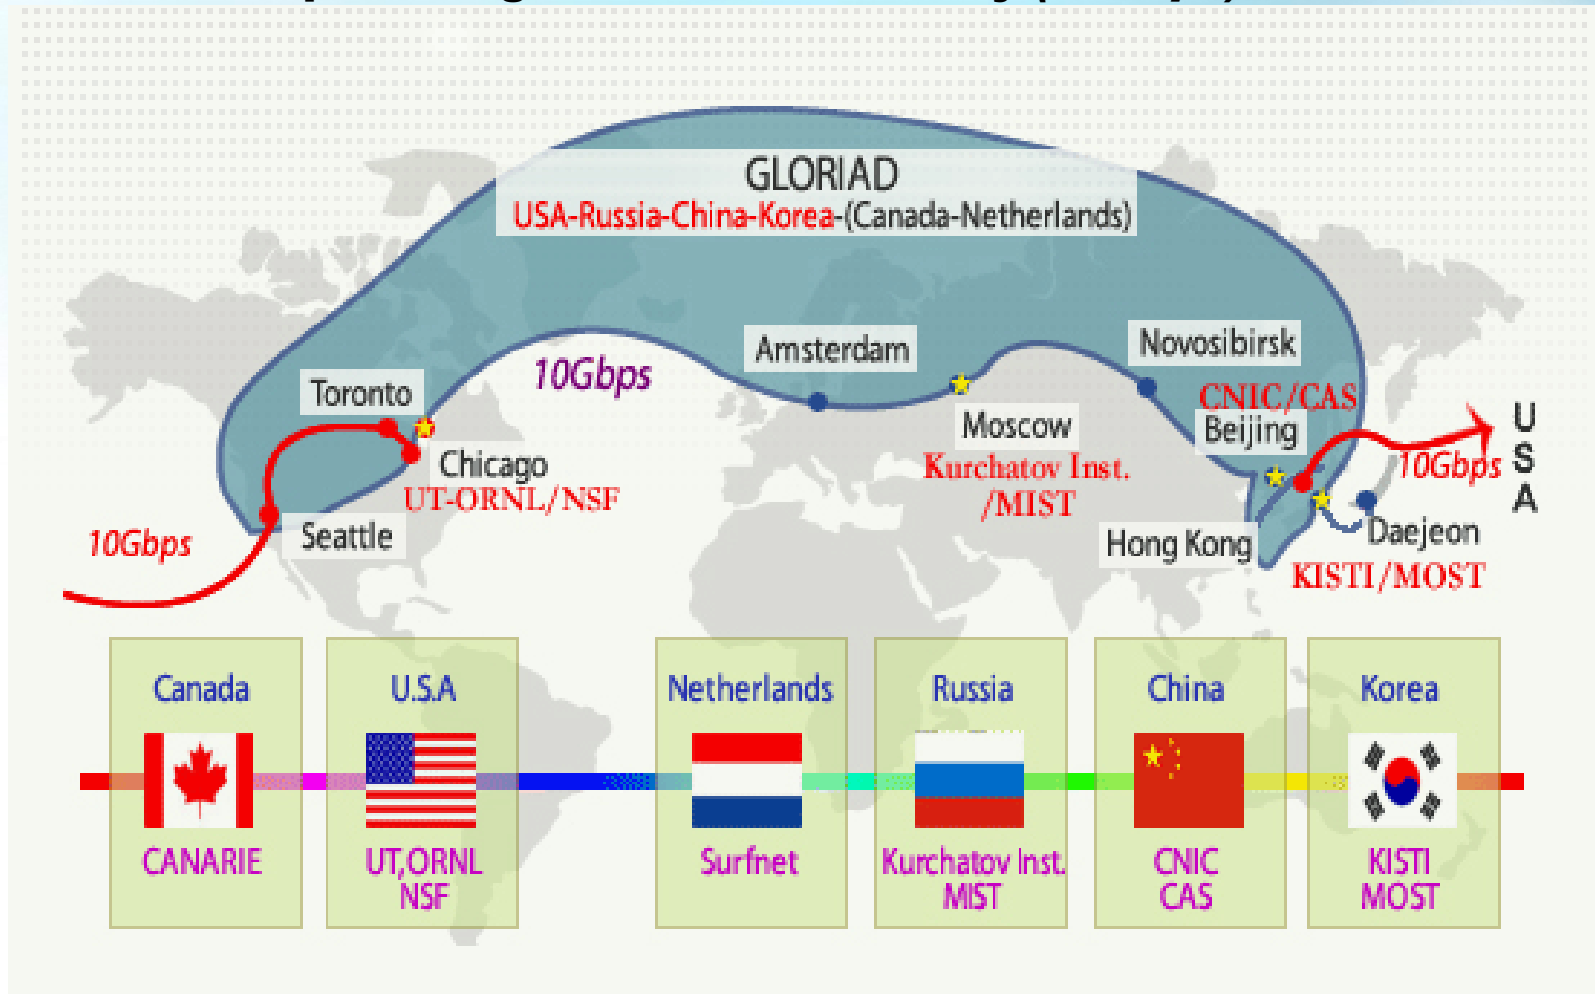 GLORIAD
USA-Russia-China-Korea-(Canada-Netherlands)
Amsterdam
Novosibirsk
10Gbps
Toronto
CNIC/CAS
Moscow
Beijing
U
S
A
Chicago
Kurchatov Inst.
/MIST
10Gbps
UT-ORNL/NSF
Seattle
10Gbps
Hong Kong
Daejeon
KISTI/MOST
Canada
CANARIE
U.S.A
UT,ORNL
NSF
Netherlands
Surfnet
Russia
Kurchatov Inst.
MIST
China
CNIC
CAS
Korea
KISTI
MOST